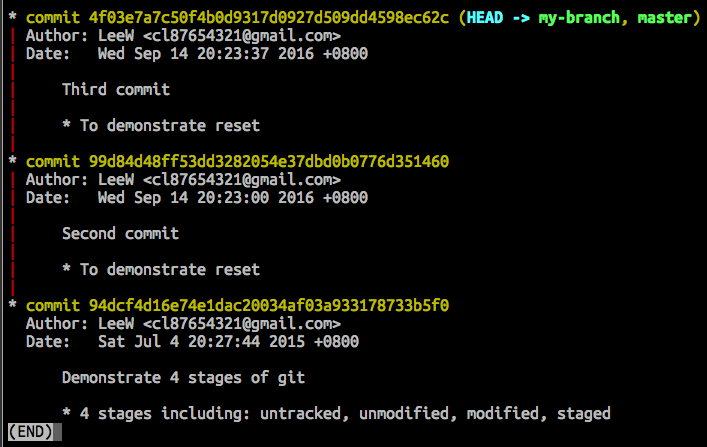 * commit 4f03e7a7c50f4b0d9317d0927d509dd4598ec62c (HEAD -> my-branch, master)
| Author: LeeW <cl87654321@gmail.com>
| Date:   Wed Sep 14 20:23:37 2016 +0800
|
|     Third commit
|
|     * To demonstrate reset
|
* commit 99d84d48ff53dd3282054e37dbd0b0776d351460
| Author: LeeW <cl87654321@gmail.com>
| Date:   Wed Sep 14 20:23:00 2016 +0800
|
|     Second commit
|
|     * To demonstrate reset
|
* commit 94dcf4d16e74e1dac20034af03a933178733b5f0
  Author: LeeW <cl87654321@gmail.com>
  Date:   Sat Jul 4 20:27:44 2015 +0800

      Demonstrate 4 stages of git

      * 4 stages including: untracked, unmodified, modified, staged
(END)